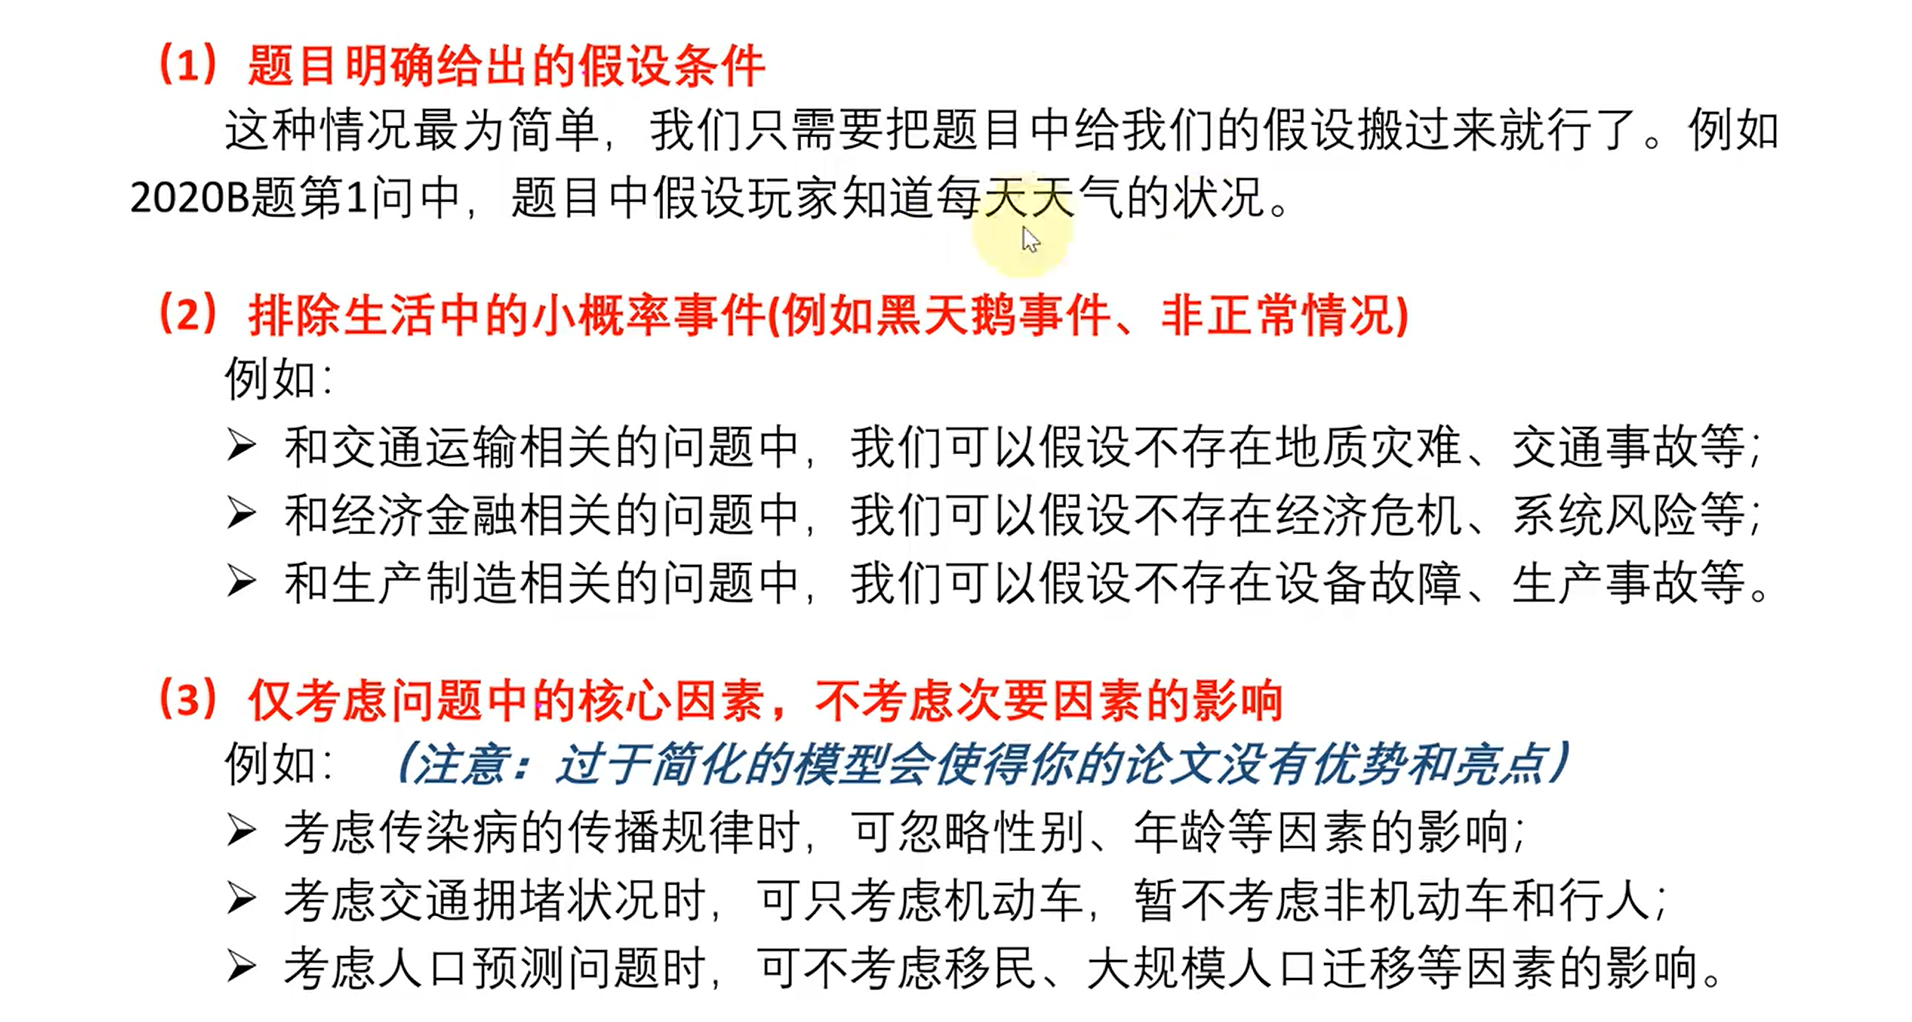 （1）题目明确给出的假设条件
这种情况最为简单，我们只需要把题目中给我们的假设搬过来就行了。例如
2020B题第1问中，题目中假设玩家知道每天天气的状况。
（2）排除生活中的小概率事件(例如黑天鹅事件、非正常情况)
例如：
➢ 和交通运输相关的问题中，我们可以假设不存在地质灾难、交通事故等；
➢ 和经济金融相关的问题中，我们可以假设不存在经济危机、系统风险等；
➢ 和生产制造相关的问题中，我们可以假设不存在设备故障、生产事故等。
（3）仅考虑问题中的核心因素，不考虑次要因素的影响
例如：（注意：过于简化的模型会使得你的论文没有优势和亮点）
➢ 考虑传染病的传播规律时，可忽略性别、年龄等因素的影响；
➢ 考虑交通拥堵状况时，可只考虑机动车，暂不考虑非机动车和行人；
➢ 考虑人口预测问题时，可不考虑移民、大规模人口迁移等因素的影响。